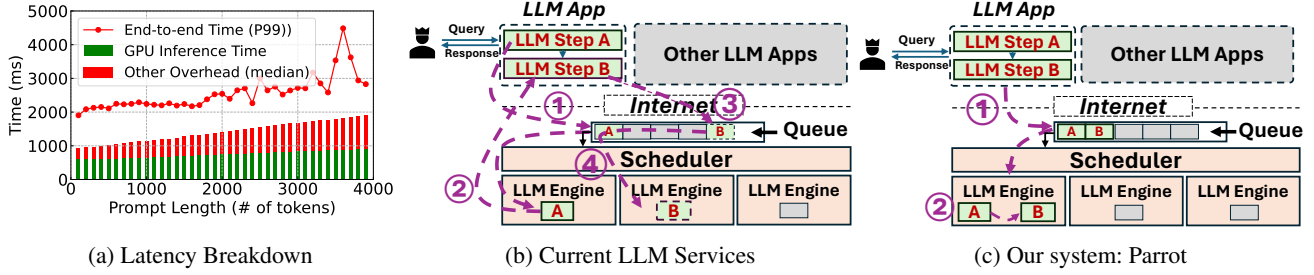 5000
4000
3000
2000
1000
0
Time (ms)
End-to-end Time (P99))
GPU Inference Time
Other Overhead (median)
0 1000 2000 3000 4000
Prompt Length (# of tokens)
(a) Latency Breakdown
LLM App
Query
Response
LLM Step A
LLM Step B
Other LLM Apps
① Internet ③
A B Queue
④
Scheduler
②
LLM Engine LLM Engine LLM Engine
A B
(b) Current LLM Services
LLM App
Query
Response
LLM Step A
LLM Step B
Other LLM Apps
① Internet
A B Queue
Scheduler
LLM Engine LLM Engine LLM Engine
② A B
(c) Our system: Parrot